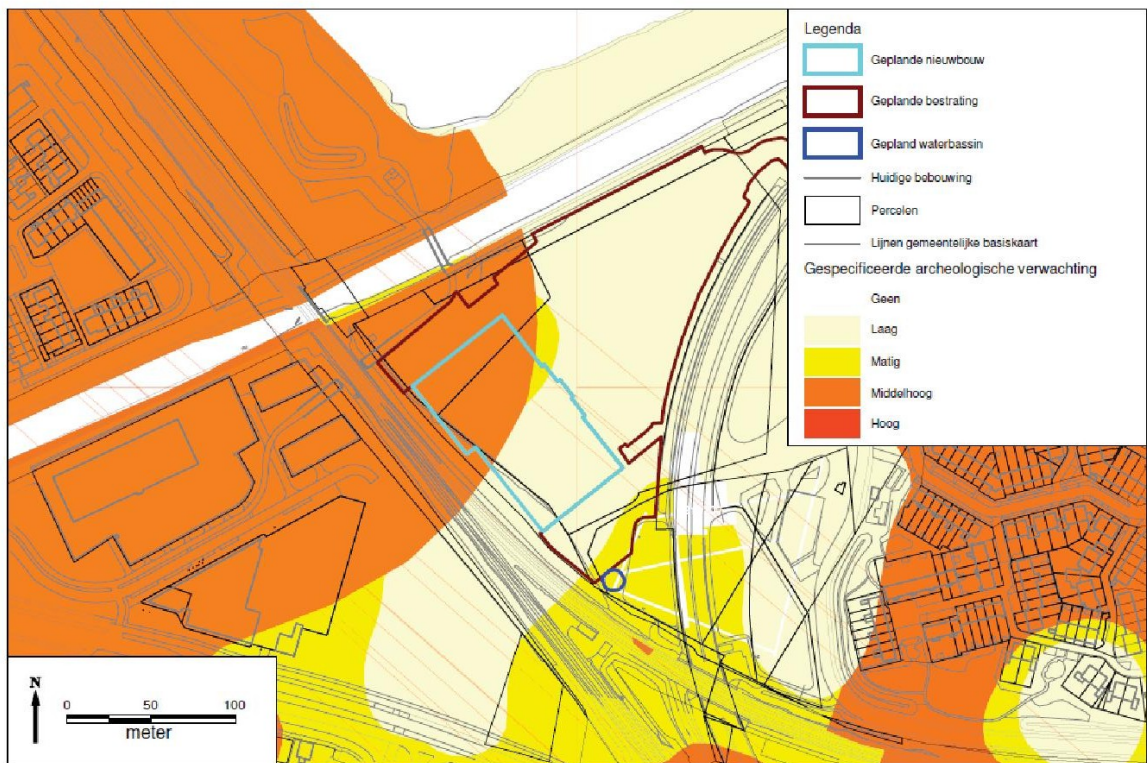 Legenda
Geplande nieuwbouw
Geplande bestrating
Gepland waterbassin
Huidige bebouwing
Percelen
Lijnen gemeentelijke basiskaart
Gespecificeerde archeologische verwachting
Geen
Laag
Matig
Middelhoog
Hoog
N
0 50 100
meter